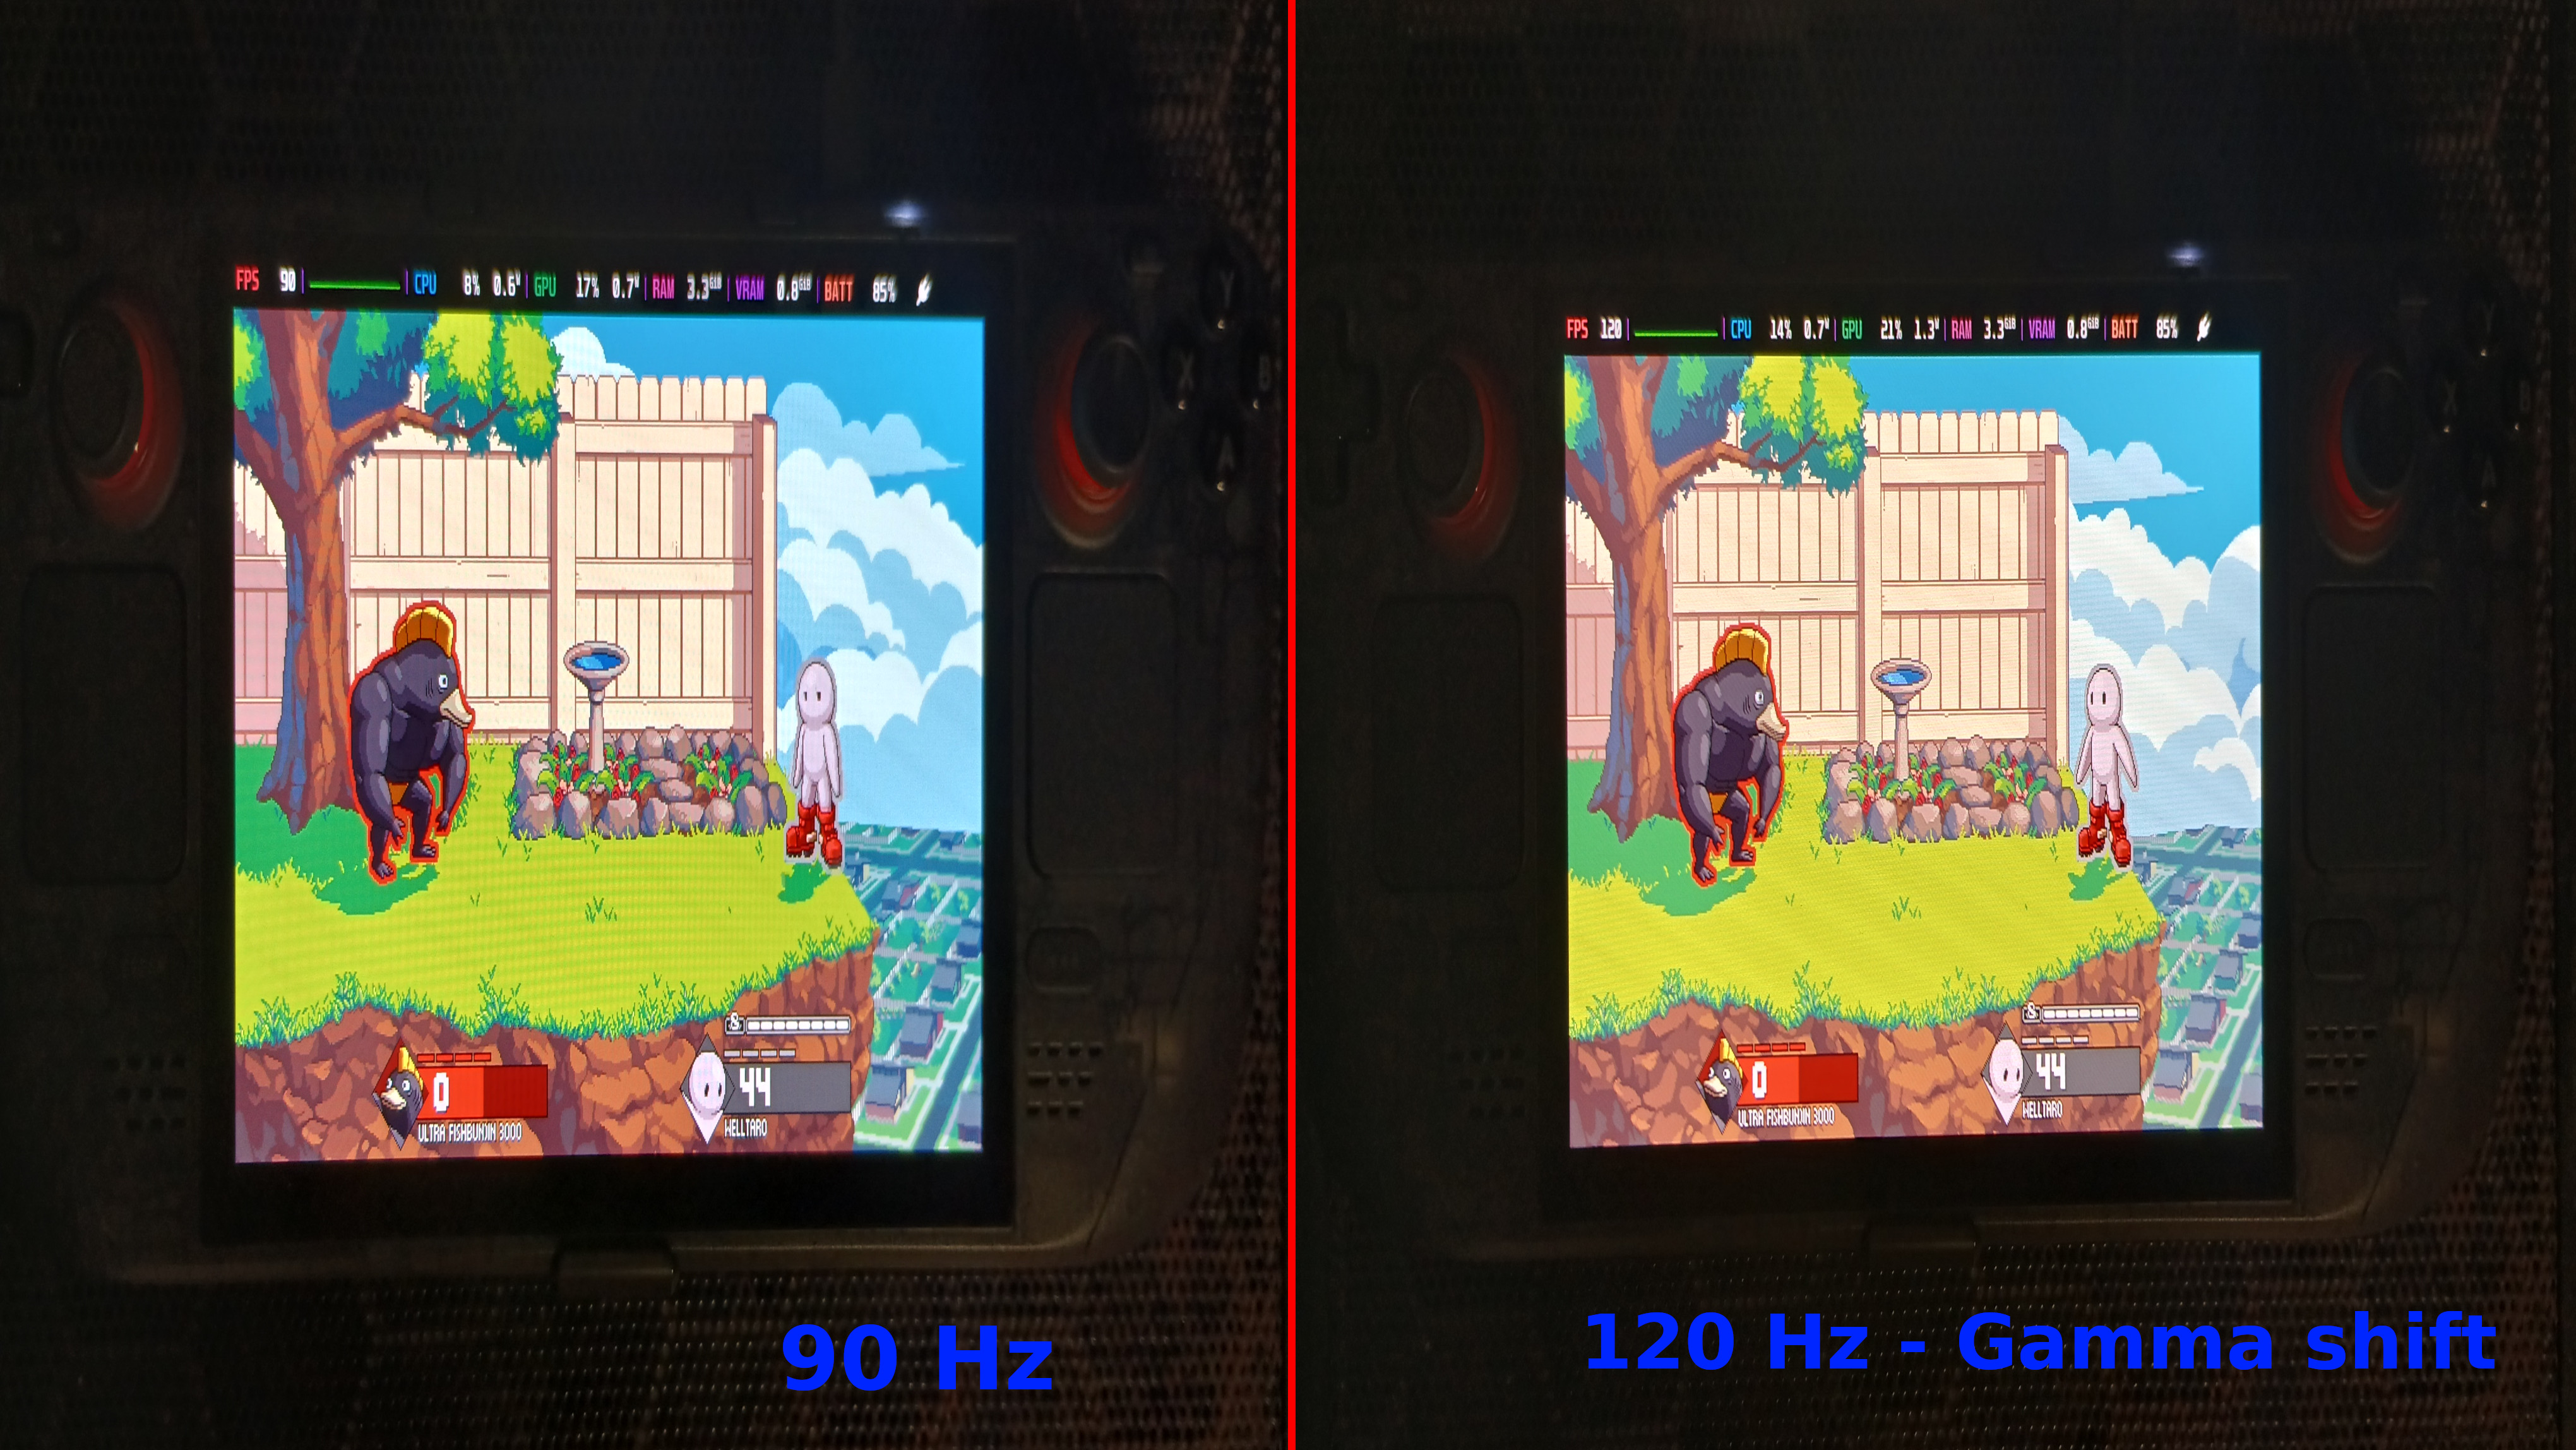 FPS 90 CPU 8% 0.6W GPU 17% 0.7W RAM 3.3GiB VRAM 0.8GiB BATT 85%
Y
X B
A
0
ULTRA FISHBUNJIN 3000
44
WELLTARO
90 Hz
FPS 120 CPU 14% 0.7W GPU 21% 1.3W RAM 3.3GiB VRAM 0.8GiB BATT 85%
Y
X B
A
0
ULTRA FISHBUNJIN 3000
44
WELLTARO
120 Hz - Gamma shift